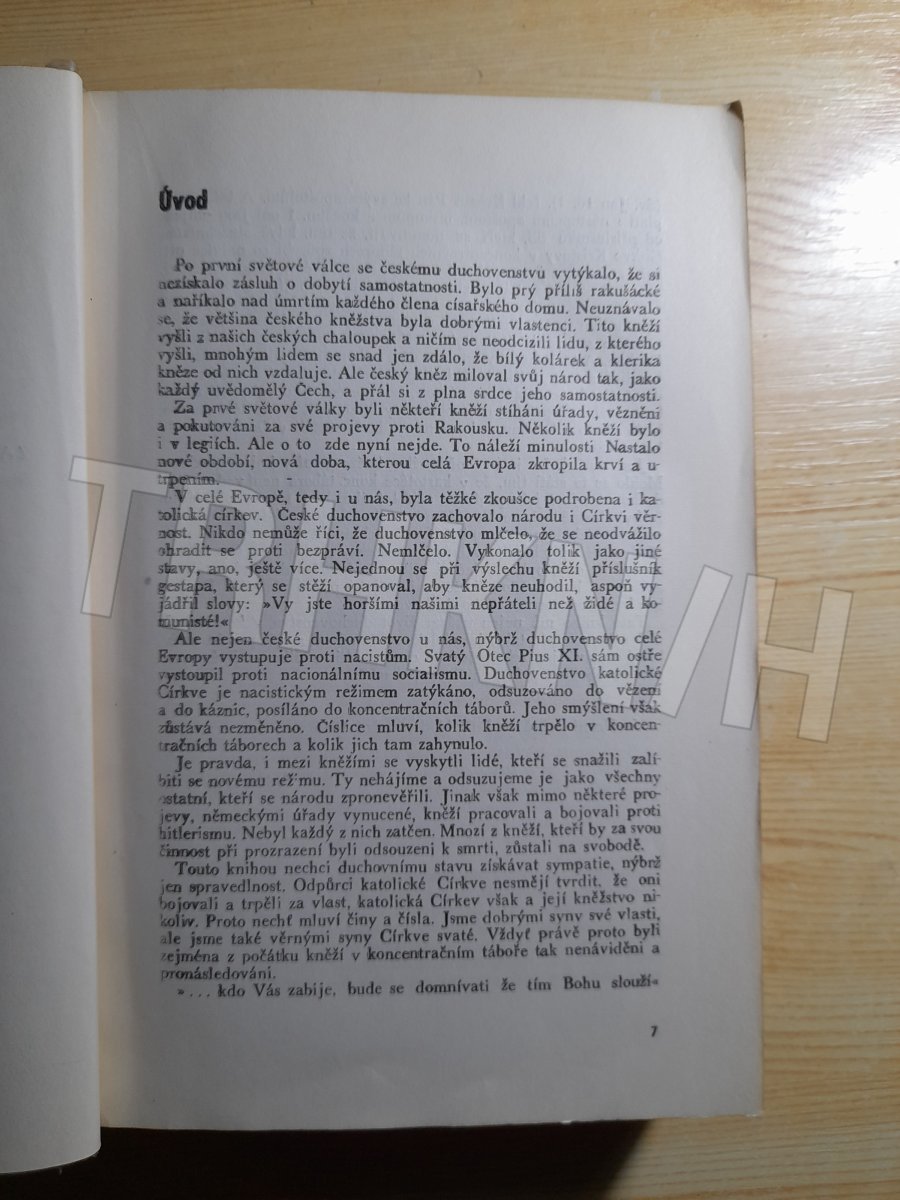 Úvod
Po první světové válce se českému duchovenstvu vytýkalo, že si
nezískalo zásluh o dobytí samostatnosti. Bylo prý příliš rakušácké
a naříkalo nad úmrtím každého člena císařského domu. Neuznávalo
se, že většina českého kněžstva byla dobrými vlastenci. Tito kněží
vyšli z našich českých chaloupek a ničím se neodcizili lidu, z kterého
vyšli, mnohým lidem se snad jen zdálo, že bílý kolárek a klerika
kněze od nich vzdaluje. Ale český kněz miloval svůj národ tak, jako
každý uvědomělý Čech, a přál si z plna srdce jeho samostatnosti.
Za prvé světové války byli někteří kněží stíháni úřady, vězněni
a pokutováni za své projevy proti Rakousku. Několik kněží bylo
i v legiích. Ale o to zde nyní nejde. To náleží minulosti Nastalo
nové období, nová doba, kterou celá Evropa zkropila krví a u-
trpením.
V celé Evropě, tedy i u nás, byla těžké zkoušce podrobena i ka-
tolická církev. České duchovenstvo zachovalo národu i Církvi věr-
nost. Nikdo nemůže říci, že duchovenstvo mlčelo, že se neodvážilo
ohradit se proti bezpráví. Nemlčelo. Vykonalo tolik jako jiné
stavy, ano, ještě více. Nejednou se při výslechu kněží příslušník
gestapa, který se stěží opanoval, aby kněze neuhodil, aspoň vy-
jádřil slovy: »Vy jste horšími našimi nepřáteli než židé a ko-
munisté!«
Ale nejen české duchovenstvo u nás, nýbrž duchovenstvo celé
Evropy vystupuje proti nacistům. Svatý Otec Pius XI. sám ostře
vystoupil proti nacionálnímu socialismu. Duchovenstvo katolické
Církve je nacistickým režimem zatýkáno, odsuzováno do vězení
a do káznic, posíláno do koncentračních táborů. Jeho smýšlení však
zůstává nezměněno. Číslice mluví, kolik kněží trpělo v koncen-
tračních táborech a kolik jich tam zahynulo.
Je pravda, i mezi kněžími se vyskytli lidé, kteří se snažili zalí-
biti se novému režimu. Ty nehájíme a odsuzujeme je jako všechny
ostatní, kteří se národu zpronevěřili. Jinak však mimo některé pro-
jevy, německými úřady vynucené, kněží pracovali a bojovali proti
hitlerismu. Nebyl každý z nich zatčen. Mnozí z kněží, kteří by za svou
činnost při prozrazení byli odsouzeni k smrti, zůstali na svobodě.
Touto knihou nechci duchovnímu stavu získávat sympatie, nýbrž
jen spravedlnost. Odpůrci katolické Církve nesmějí tvrdit, že oni
bojovali a trpěli za vlast, katolická Církev však a její kněžstvo ni-
koliv. Proto nechť mluví činy a čísla. Jsme dobrými syny své vlasti,
ale jsme také věrnými syny Církve svaté. Vždyť právě proto byli
zejména z počátku kněží v koncentračním táboře tak nenáviděni a
pronásledováni.
»... kdo Vás zabije, bude se domnívati že tím Bohu slouží«
7